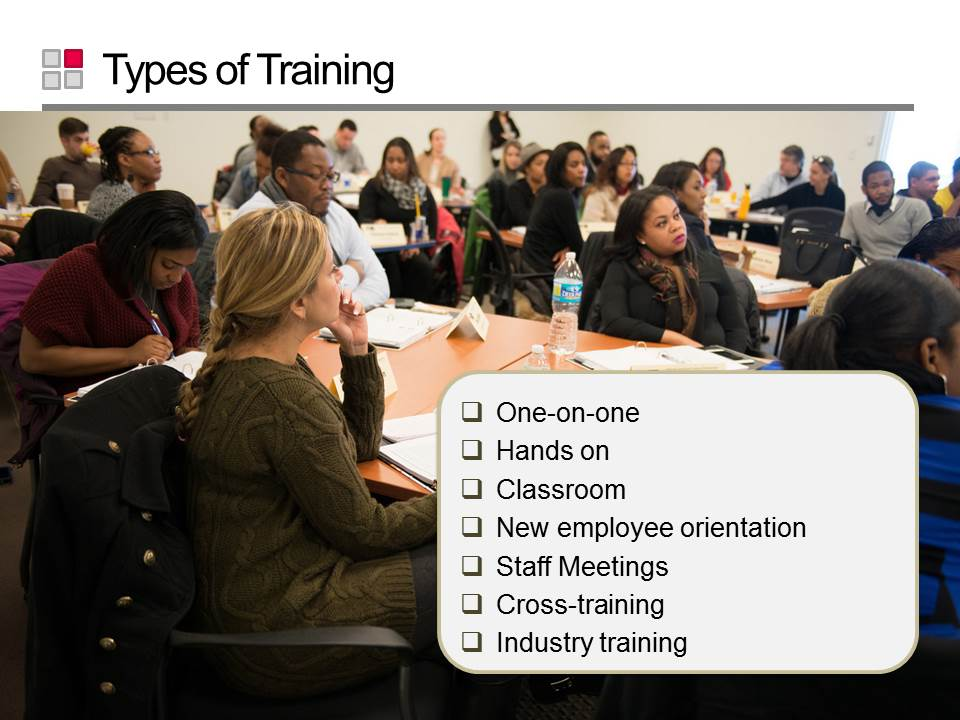 Types of Training
One-on-one
Hands on
Classroom
New employee orientation
Staff Meetings
Cross-training
Industry training